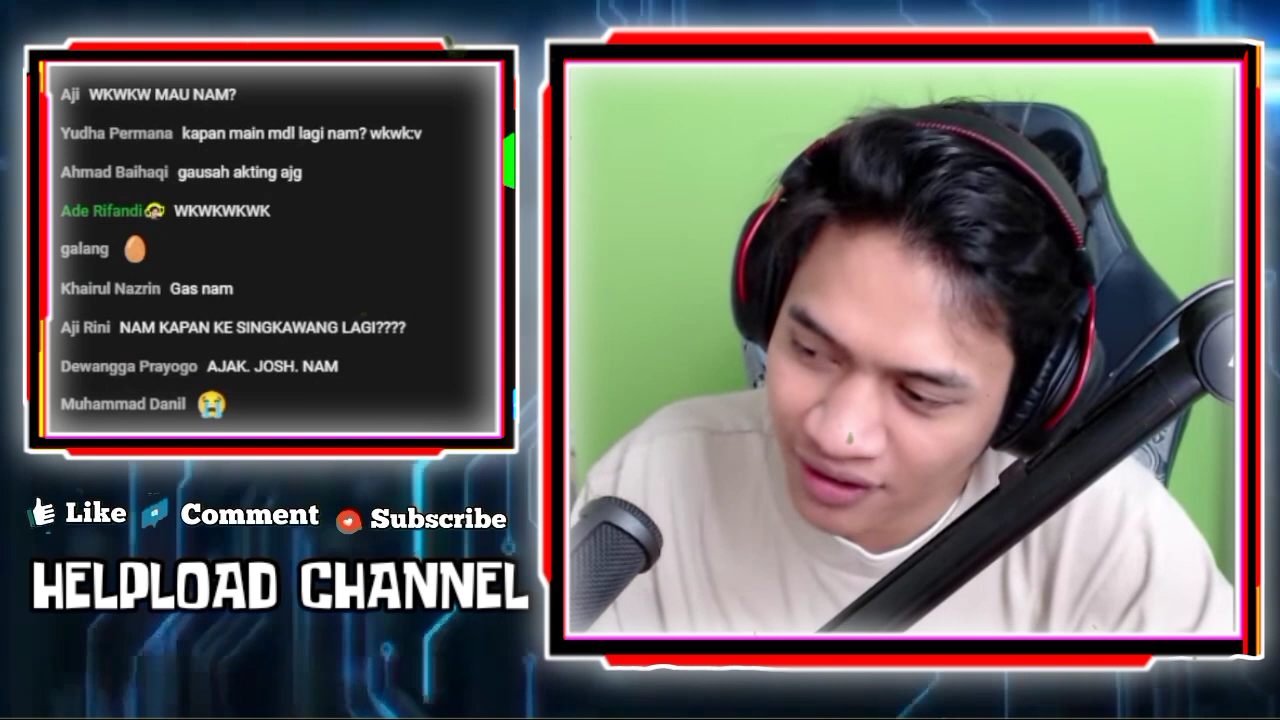 Aji WKWKW MAU NAM?
Yudha Permana kapan main mdl lagi nam? wkwk:v
Ahmad Baihaqi gausah akting ajg
Ade Rifandi WKWKWKWK
galang
Khairul Nazrin Gas nam
Aji Rini NAM KAPAN KE SINGKAWANG LAGI????
Dewangga Prayogo AJAK. JOSH. NAM
Muhammad Danil
Like Comment Subscribe
HELPLOAD CHANNEL